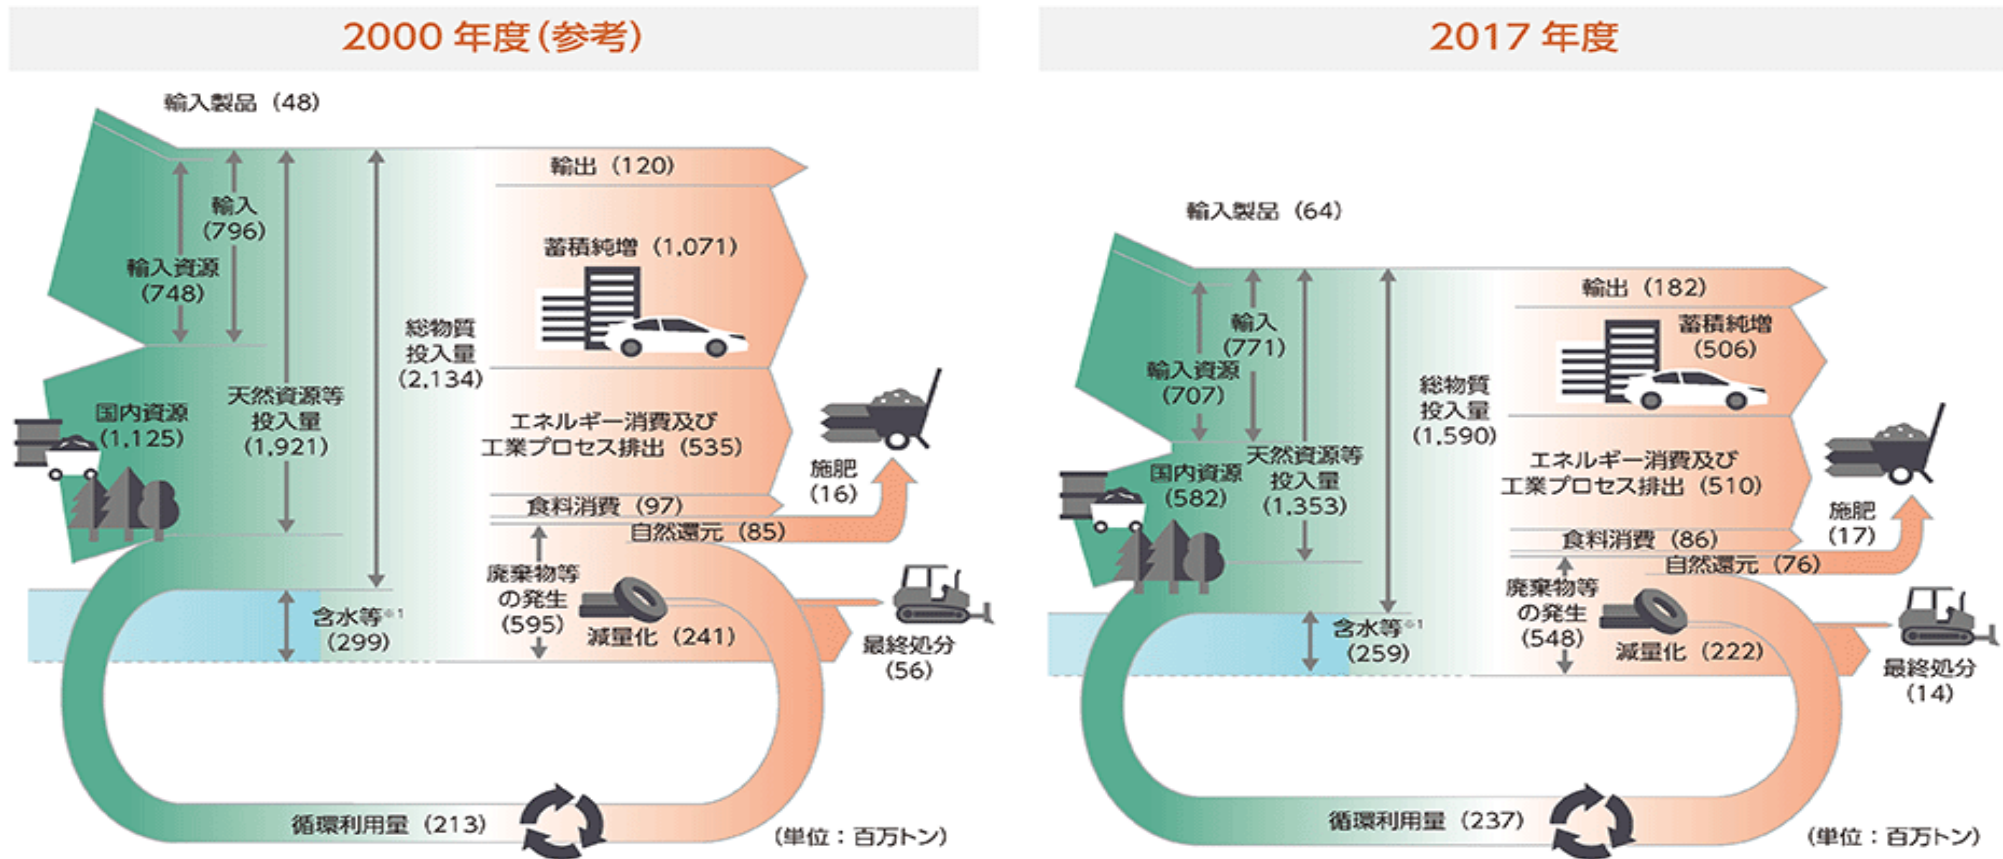 2000 年度(参考)
輸入製品 (48)
輸入
(796)
輸入資源
(748)
国内資源
(1,125)
天然資源等
投入量
(1,921)
総物質
投入量
(2,134)
輸出 (120)
蓄積純増 (1,071)
エネルギー消費及び
工業プロセス排出 (535)
食料消費 (97)
自然還元 (85)
施肥
(16)
廃棄物等
の発生
(595)
減量化 (241)
含水等※1
(299)
最終処分
(56)
循環利用量 (213)
(単位:百万トン)
2017 年度
輸入製品 (64)
輸入
(771)
輸入資源
(707)
国内資源
(582)
天然資源等
投入量
(1,353)
総物質
投入量
(1,590)
輸出 (182)
蓄積純増
(506)
エネルギー消費及び
工業プロセス排出 (510)
食料消費 (86)
自然還元 (76)
施肥
(17)
廃棄物等
の発生
(548)
減量化 (222)
含水等※1
(259)
最終処分
(14)
循環利用量 (237)
(単位:百万トン)